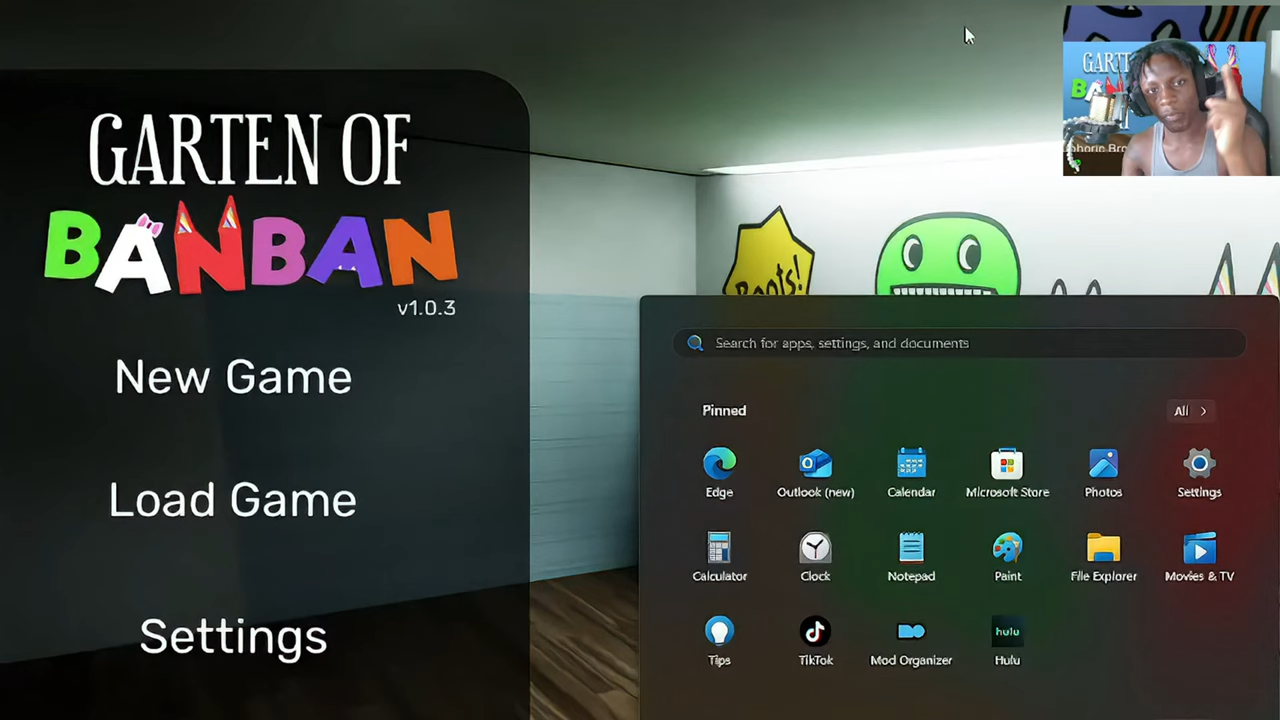 GARTEN OF
BANBAN
v1.0.3
New Game
Load Game
Settings
Boots!
Search for apps, settings, and documents
Pinned
All
Edge
Outlook (new)
Calendar
Microsoft Store
Photos
Settings
Calculator
Clock
Notepad
Paint
File Explorer
Movies & TV
Tips
TikTok
hulu
Mod Organizer
Hulu